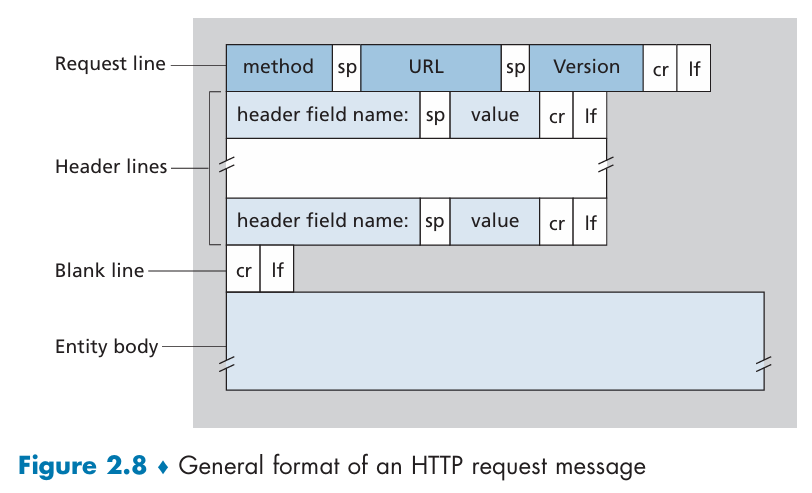 Request line method sp URL sp Version cr lf
header field name: sp value cr lf
Header lines
header field name: sp value cr lf
Blank line cr lf
Entity body
Figure 2.8 ♦ General format of an HTTP request message